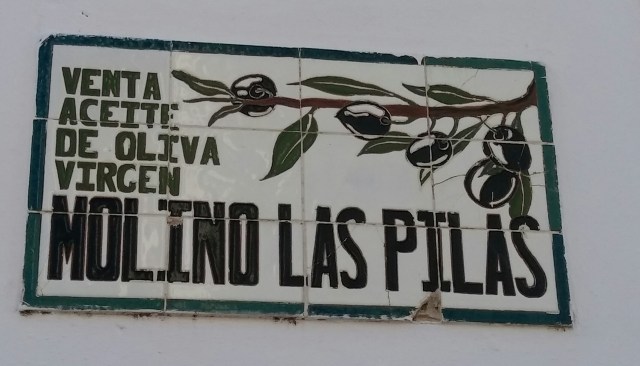 VENTA
ACEITE
DE OLIVA
VIRGEN
MOLINO LAS PILAS